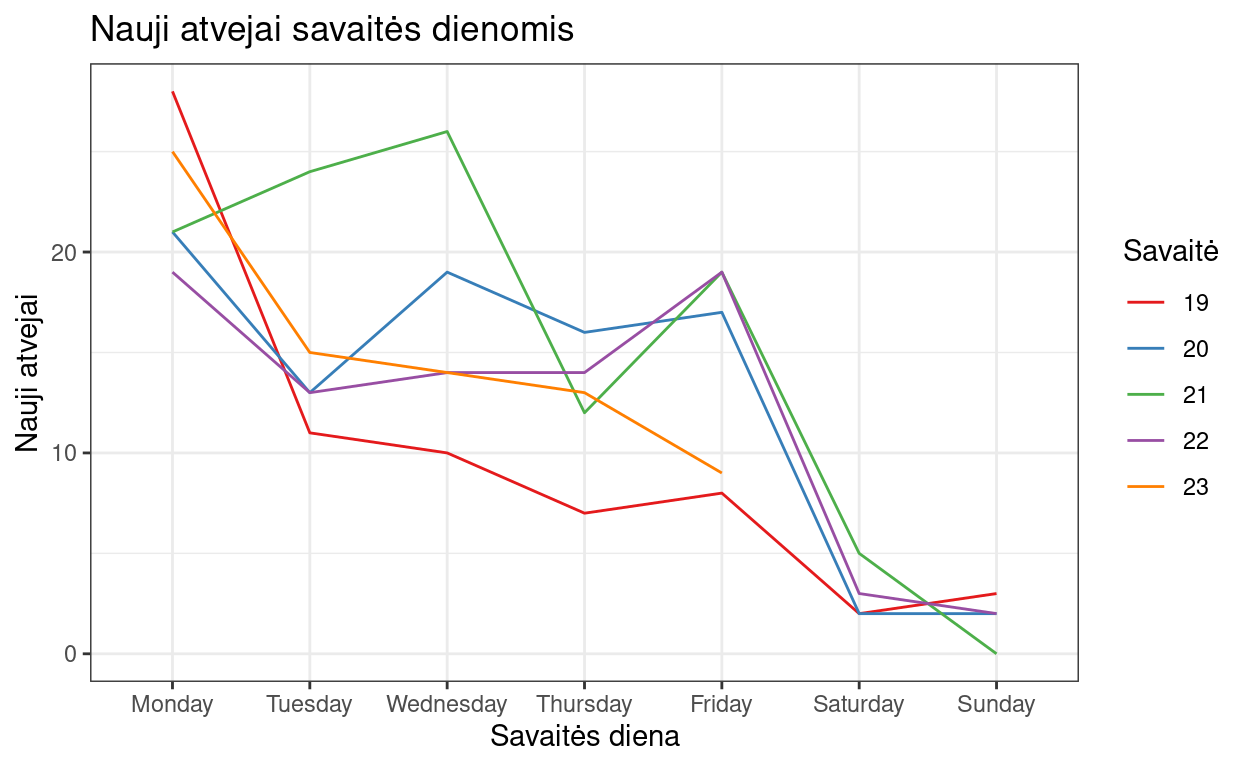 Nauji atvejai savaitės dienomis
Nauji atvejai
20
10
0
Monday Tuesday Wednesday Thursday Friday Saturday Sunday
Savaitės diena
Savaitė
19
20
21
22
23